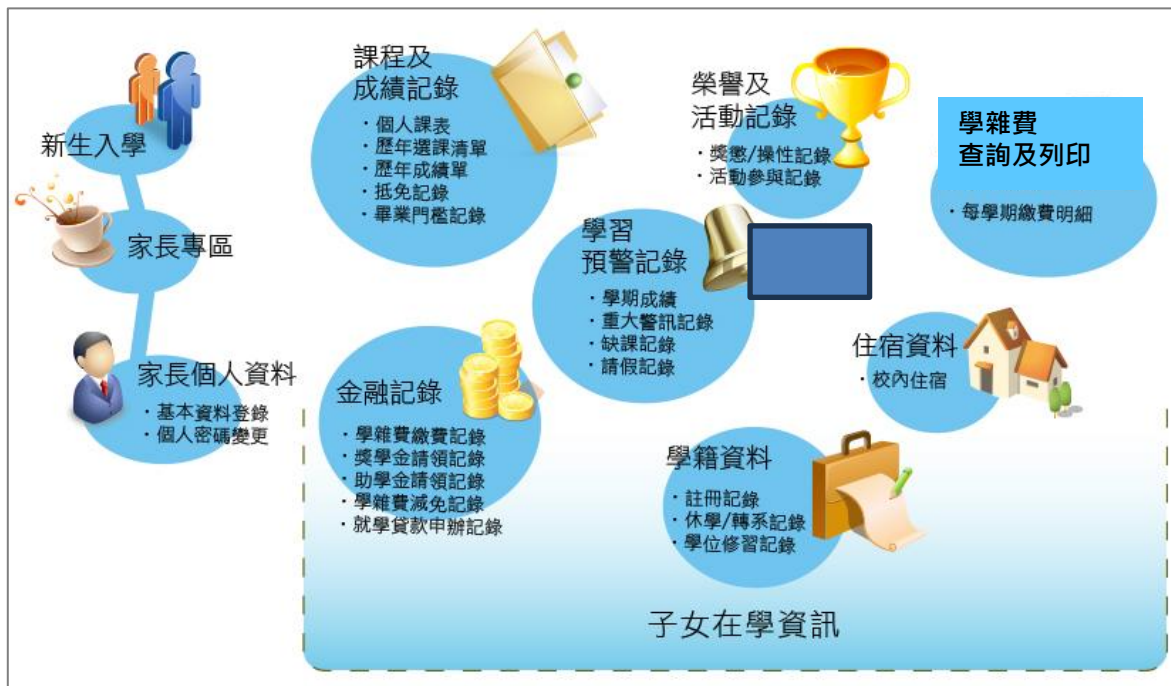 新生入學
家長專區
家長個人資料
・基本資料登錄
・個人密碼變更
課程及
成績記錄
・個人課表
・歷年選課清單
・歷年成績單
・抵免記錄
・畢業門檻記錄
榮譽及
活動記錄
・獎懲/操性記錄
・活動參與記錄
學雜費
查詢及列印
・每學期繳費明細
學習
預警記錄
・學期成績
・重大警訊記錄
・缺課記錄
・請假記錄
住宿資料
・校內住宿
金融記錄
・學雜費繳費記錄
・獎學金請領記錄
・助學金請領記錄
・學雜費減免記錄
・就學貸款申辦記錄
學籍資料
・註冊記錄
・休學/轉系記錄
・學位修習記錄
子女在學資訊